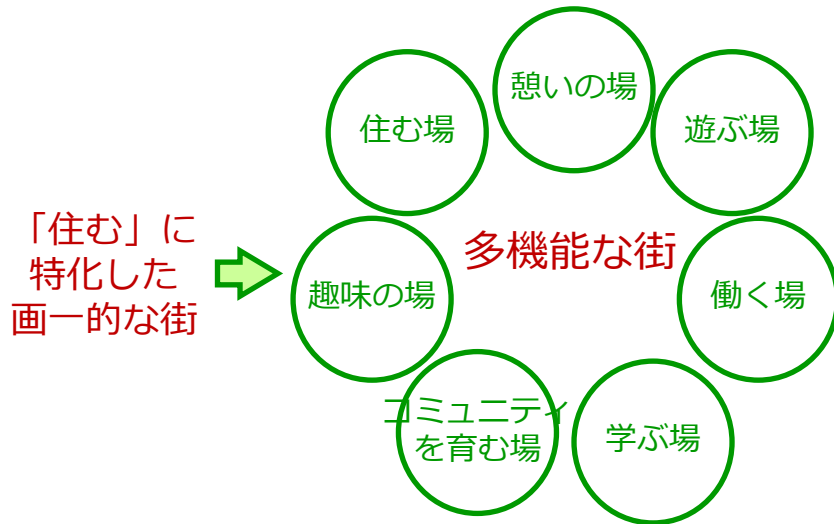 「住む」に
特化した
画一的な街
多機能な街
憩いの場
遊ぶ場
働く場
学ぶ場
コミュニティ
を育む場
趣味の場
住む場